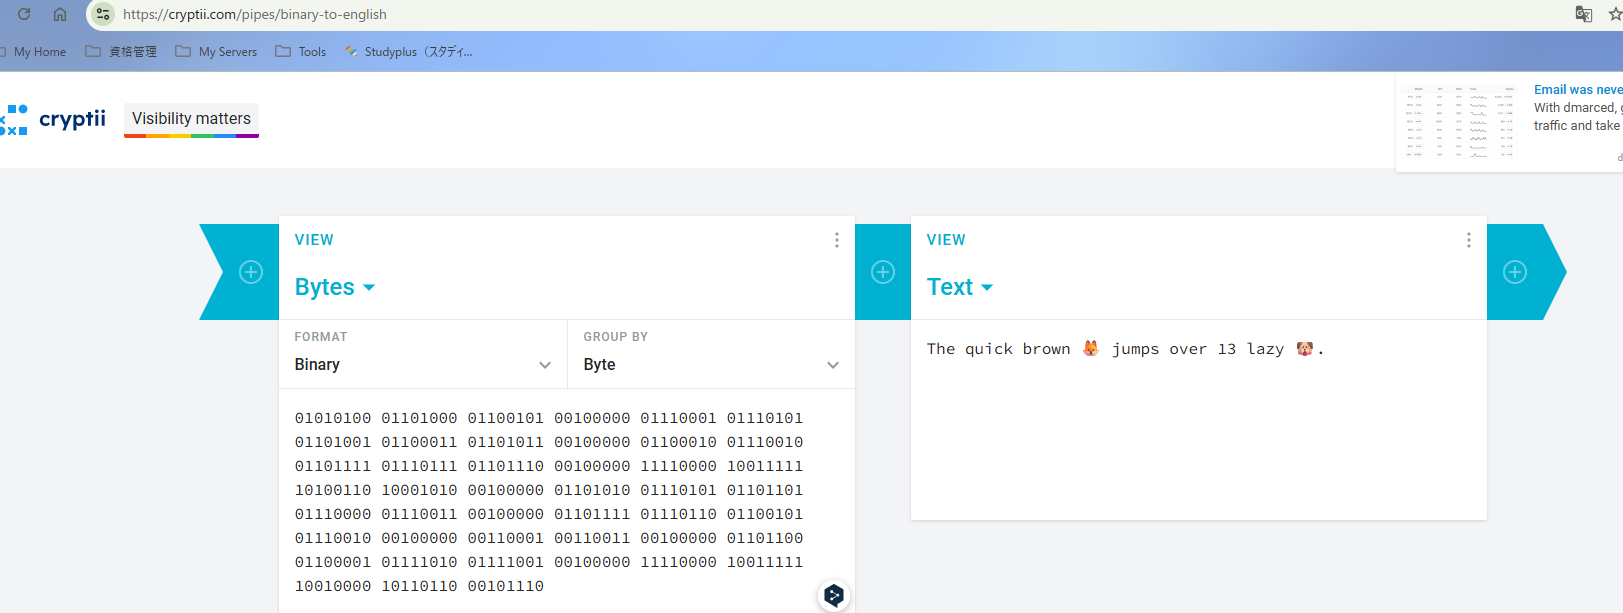 https://cryptii.com/pipes/binary-to-english
My Home 資格管理 My Servers Tools Studyplus（スタディ...
cryptii
Visibility matters
Email was neve
With dmarced,
traffic and take
VIEW
Bytes
FORMAT
Binary
GROUP BY
Byte
01010100 01101000 01100101 00100000 01110001 01110101
01101001 01100011 01101011 00100000 01100010 01110010
01101111 01110111 01101110 00100000 11110000 10011111
10100110 10001010 00100000 01101010 01110101 01101101
01110000 01110011 00100000 01101111 01110110 01100101
01110010 00100000 00110001 00110011 00100000 01101100
01100001 01111010 01111001 00100000 11110000 10011111
10010000 10110110 00101110
VIEW
Text
The quick brown 🦊 jumps over 13 lazy 🐶.